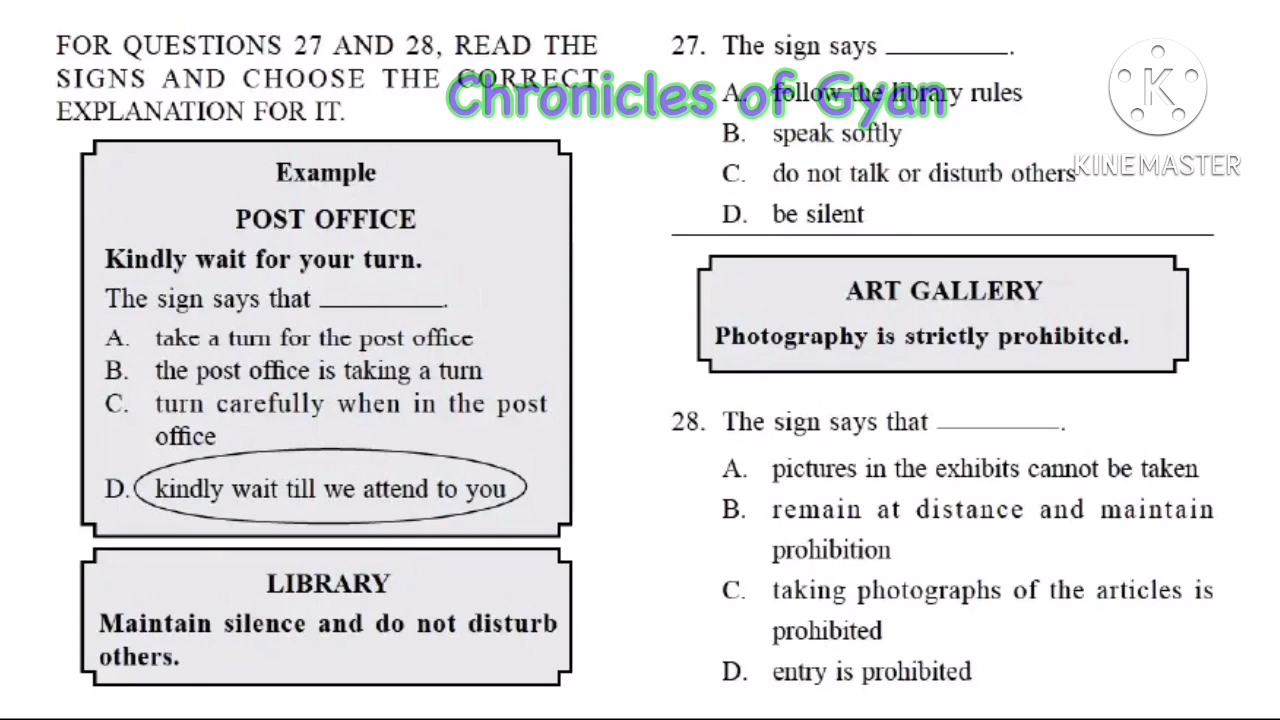 FOR QUESTIONS 27 AND 28, READ THE
SIGNS AND CHOOSE THE CORRECT
EXPLANATION FOR IT.
Example
POST OFFICE
Kindly wait for your turn.
The sign says that ________.
A. take a turn for the post office
B. the post office is taking a turn
C. turn carefully when in the post
office
D. kindly wait till we attend to you
LIBRARY
Maintain silence and do not disturb
others.
Chronicles of Gyan
27. The sign says ________.
A. follow the library rules
B. speak softly
C. do not talk or disturb others
D. be silent
ART GALLERY
Photography is strictly prohibited.
28. The sign says that ________.
A. pictures in the exhibits cannot be taken
B. remain at distance and maintain
prohibition
C. taking photographs of the articles is
prohibited
D. entry is prohibited
K
KINEMASTER